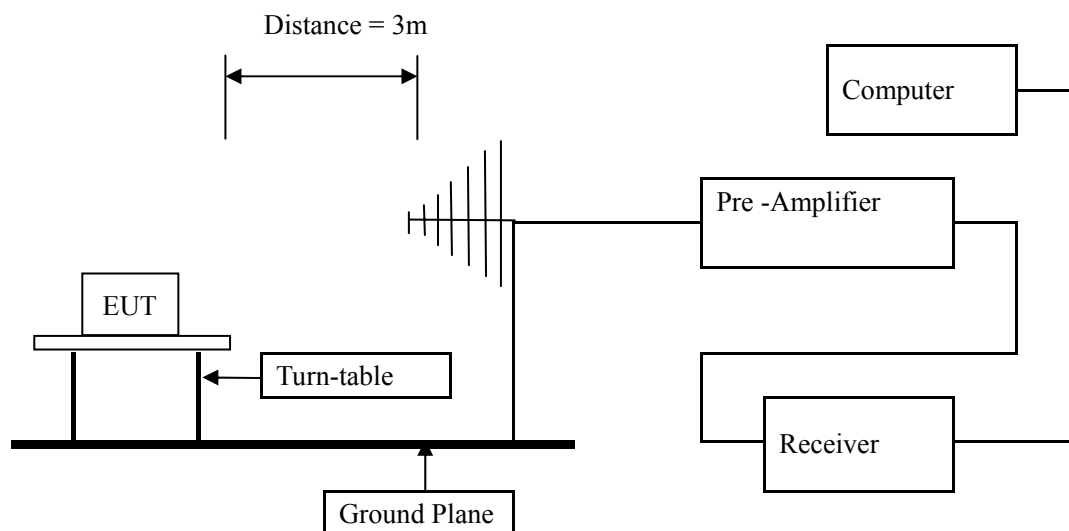 Distance = 3m
Computer
Pre -Amplifier
EUT
Turn-table
Receiver
Ground Plane